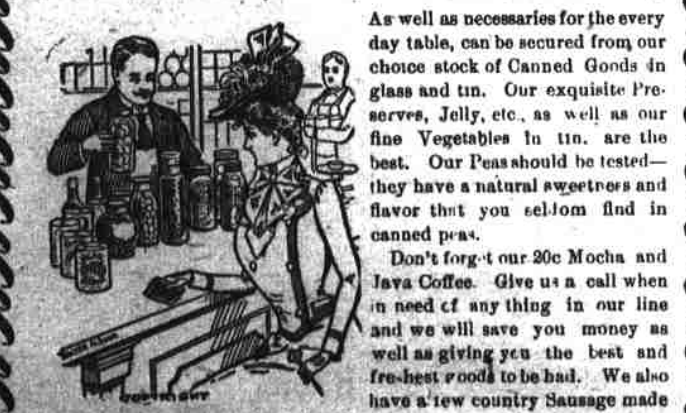 As well as necessaries for the every
day table, can be secured from our
choice stock of Canned Goods in
glass and tin. Our exquisite Pre-
serves, Jelly, etc., as well as our
fine Vegetables in tin. are the
best. Our Peas should be tested—
they have a natural sweetness and
flavor that you seldom find in
canned peas.
Don't forget our 20c Mocha and
Java Coffee. Give us a call when
in need of any thing in our line
and we will save you money as
well as giving you the best and
freshest goods to be had. We also
have a few country Sausage made
COPYRIGHT